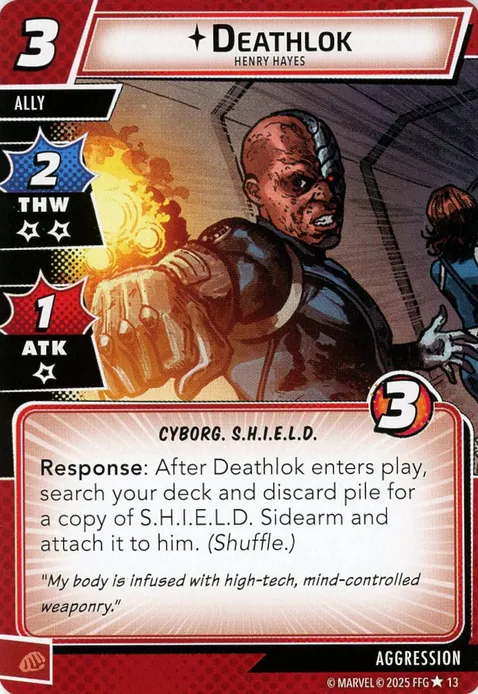 3
DEATHLOK
HENRY HAYES
ALLY
2
THW
1
ATK
3
CYBORG. S.H.I.E.L.D.
Response: After Deathlok enters play,
search your deck and discard pile for
a copy of S.H.I.E.L.D. Sidearm and
attach it to him. (Shuffle.)
"My body is infused with high-tech, mind-controlled
weaponry."
AGGRESSION
© MARVEL © 2025 FFG ★ 13